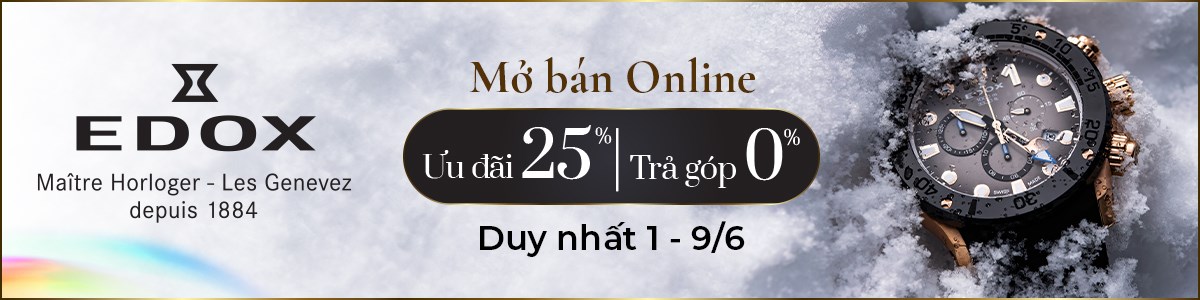 EDOX
Maître Horloger - Les Genevez
depuis 1884
Mở bán Online
Ưu đãi 25% | Trả góp 0%
Duy nhất 1 - 9/6